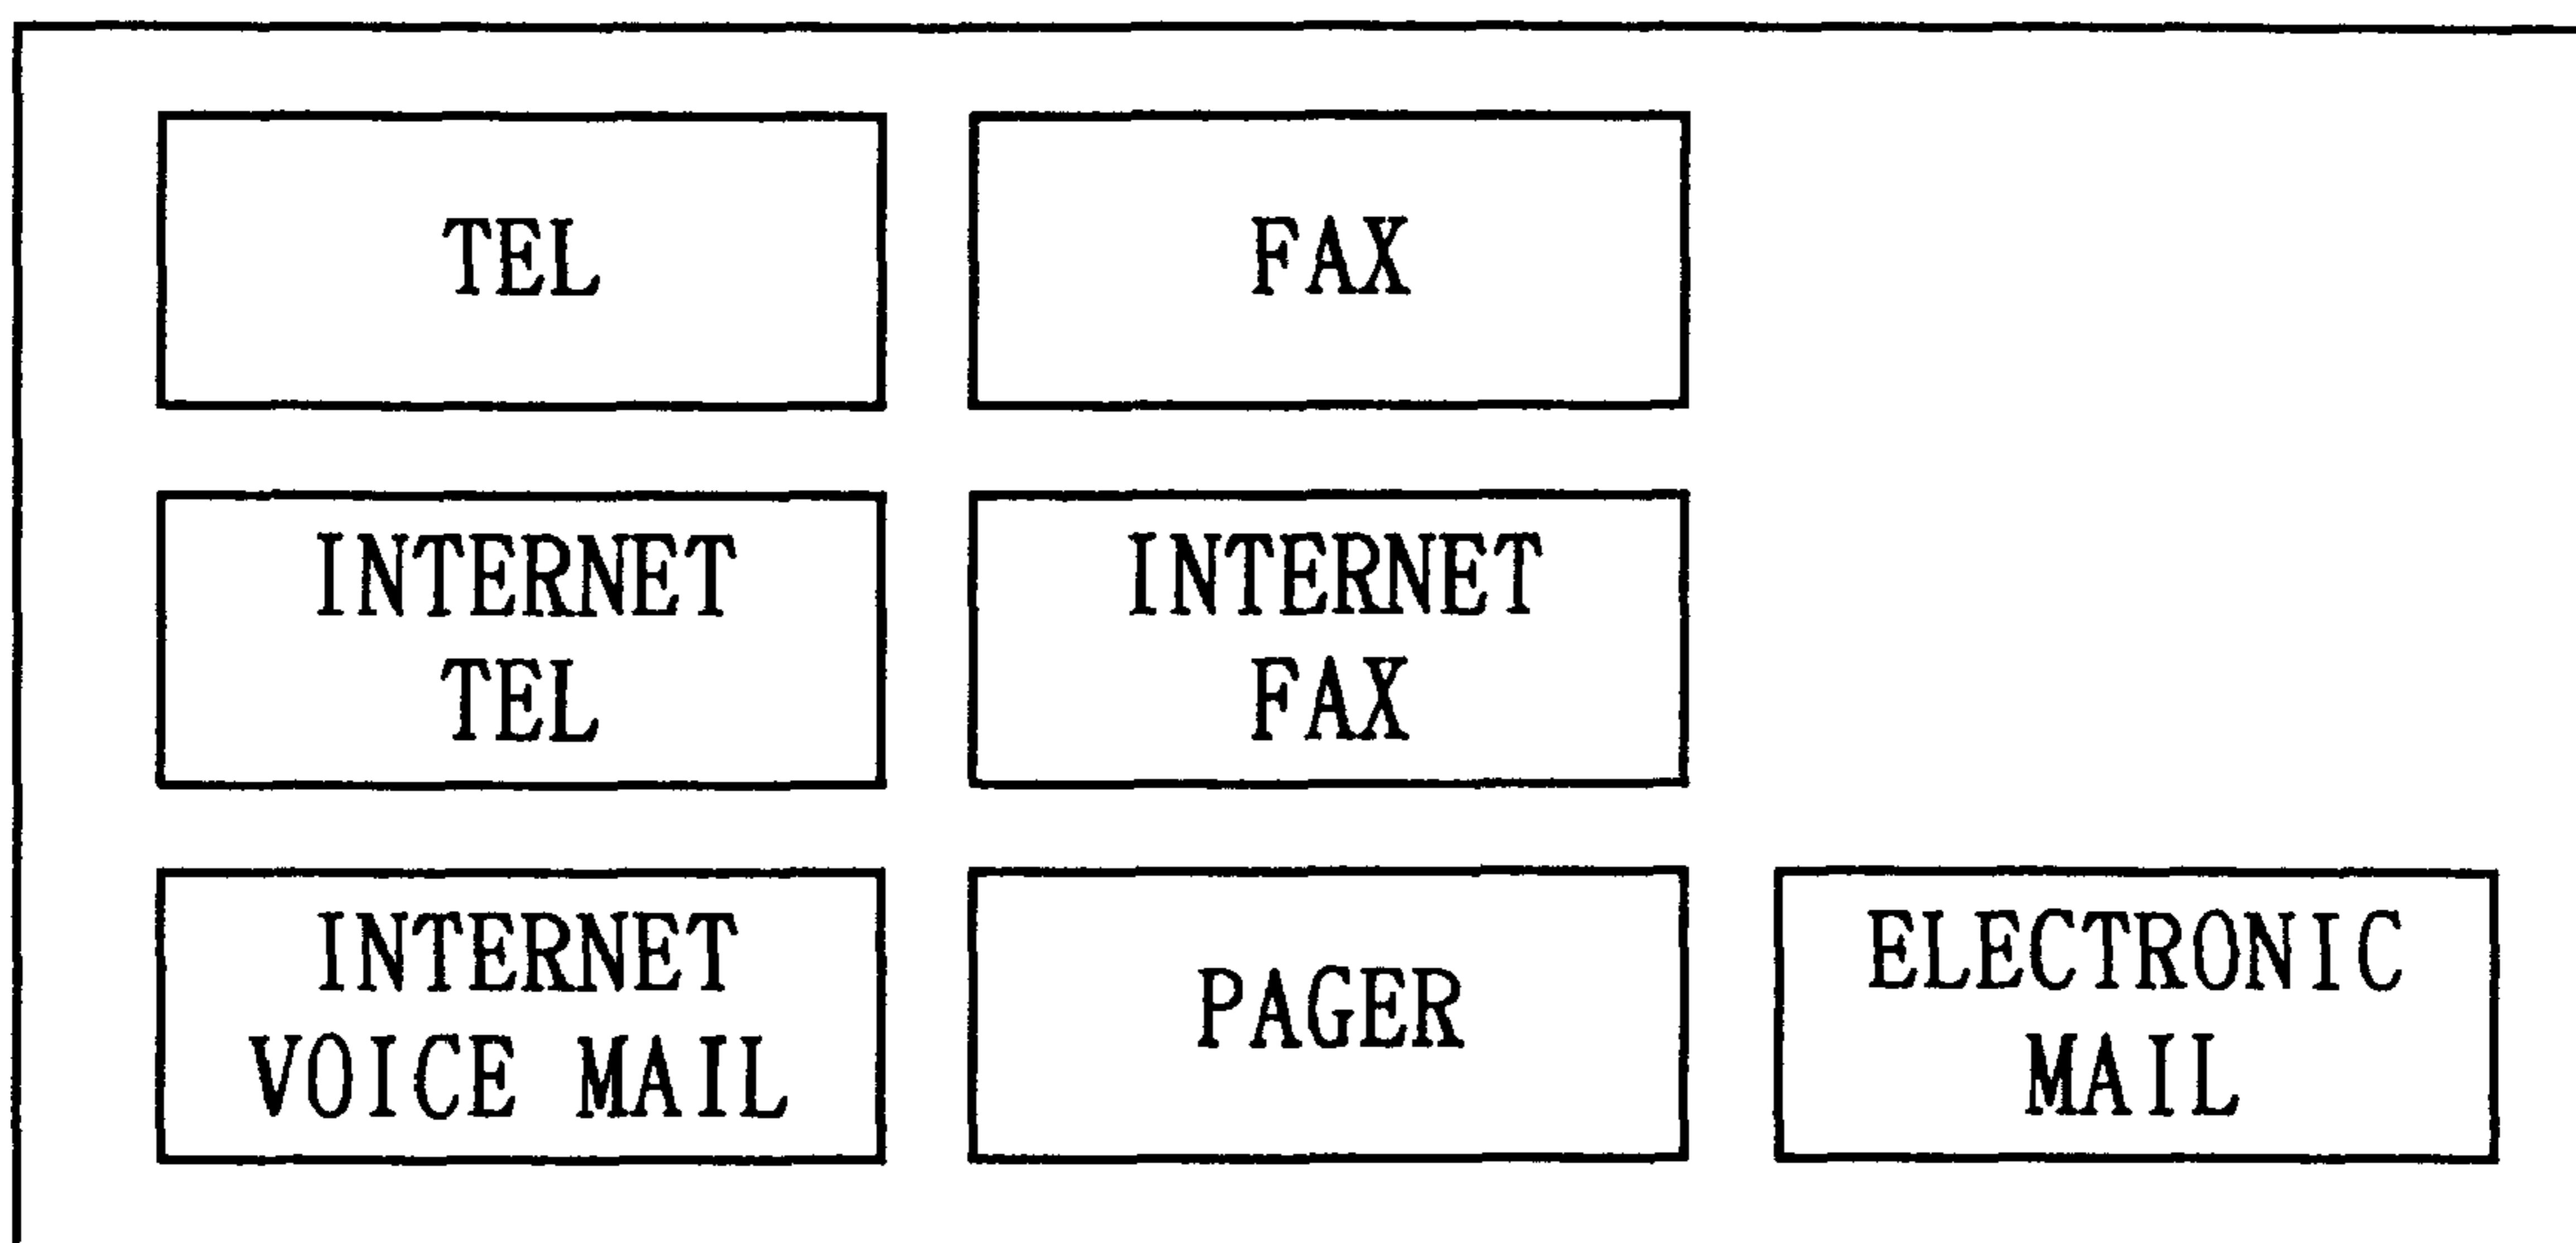 TEL
FAX
INTERNET
TEL
INTERNET
FAX
INTERNET
VOICE MAIL
PAGER
ELECTRONIC
MAIL